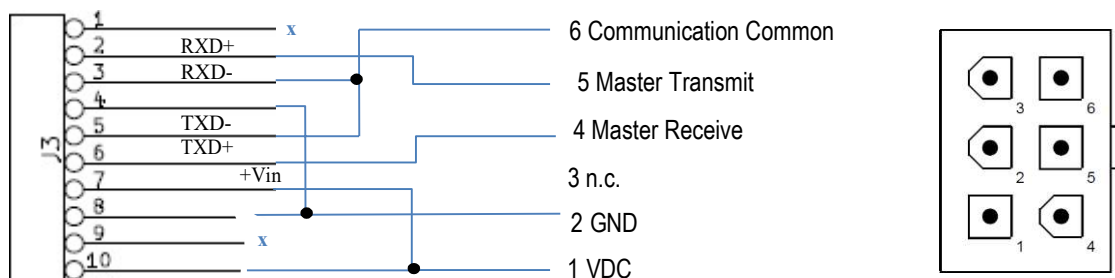 1 x 6 Communication Common
2 RXD+
3 RXD- 5 Master Transmit
4
5 TXD- 4 Master Receive
6 TXD+
7 +Vin 3 n.c.
8 2 GND
9 x
10 1 VDC
J3
3 6
2 5
1 4